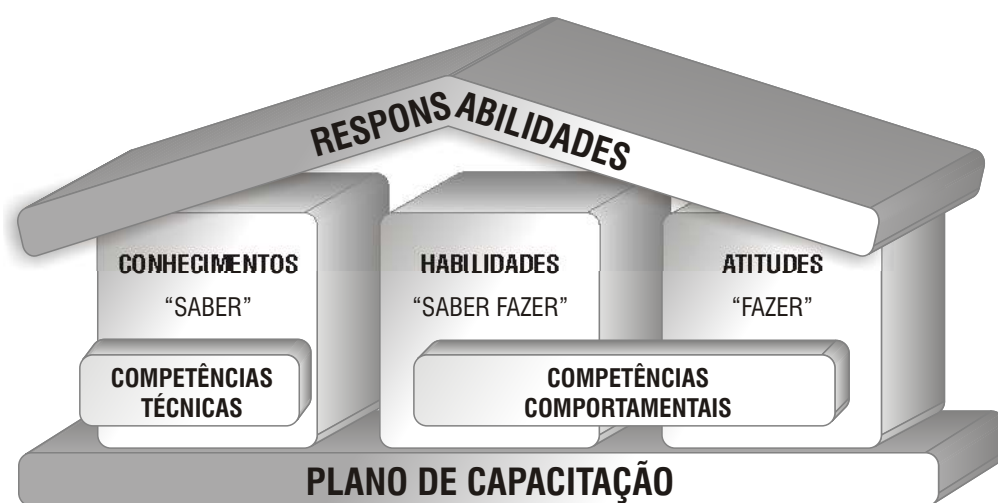 RESPONSABILIDADES
CONHECIMENTOS
“SABER”
COMPETÊNCIAS
TÉCNICAS
HABILIDADES
“SABER FAZER”
ATITUDES
“FAZER”
COMPETÊNCIAS
COMPORTAMENTAIS
PLANO DE CAPACITAÇÃO